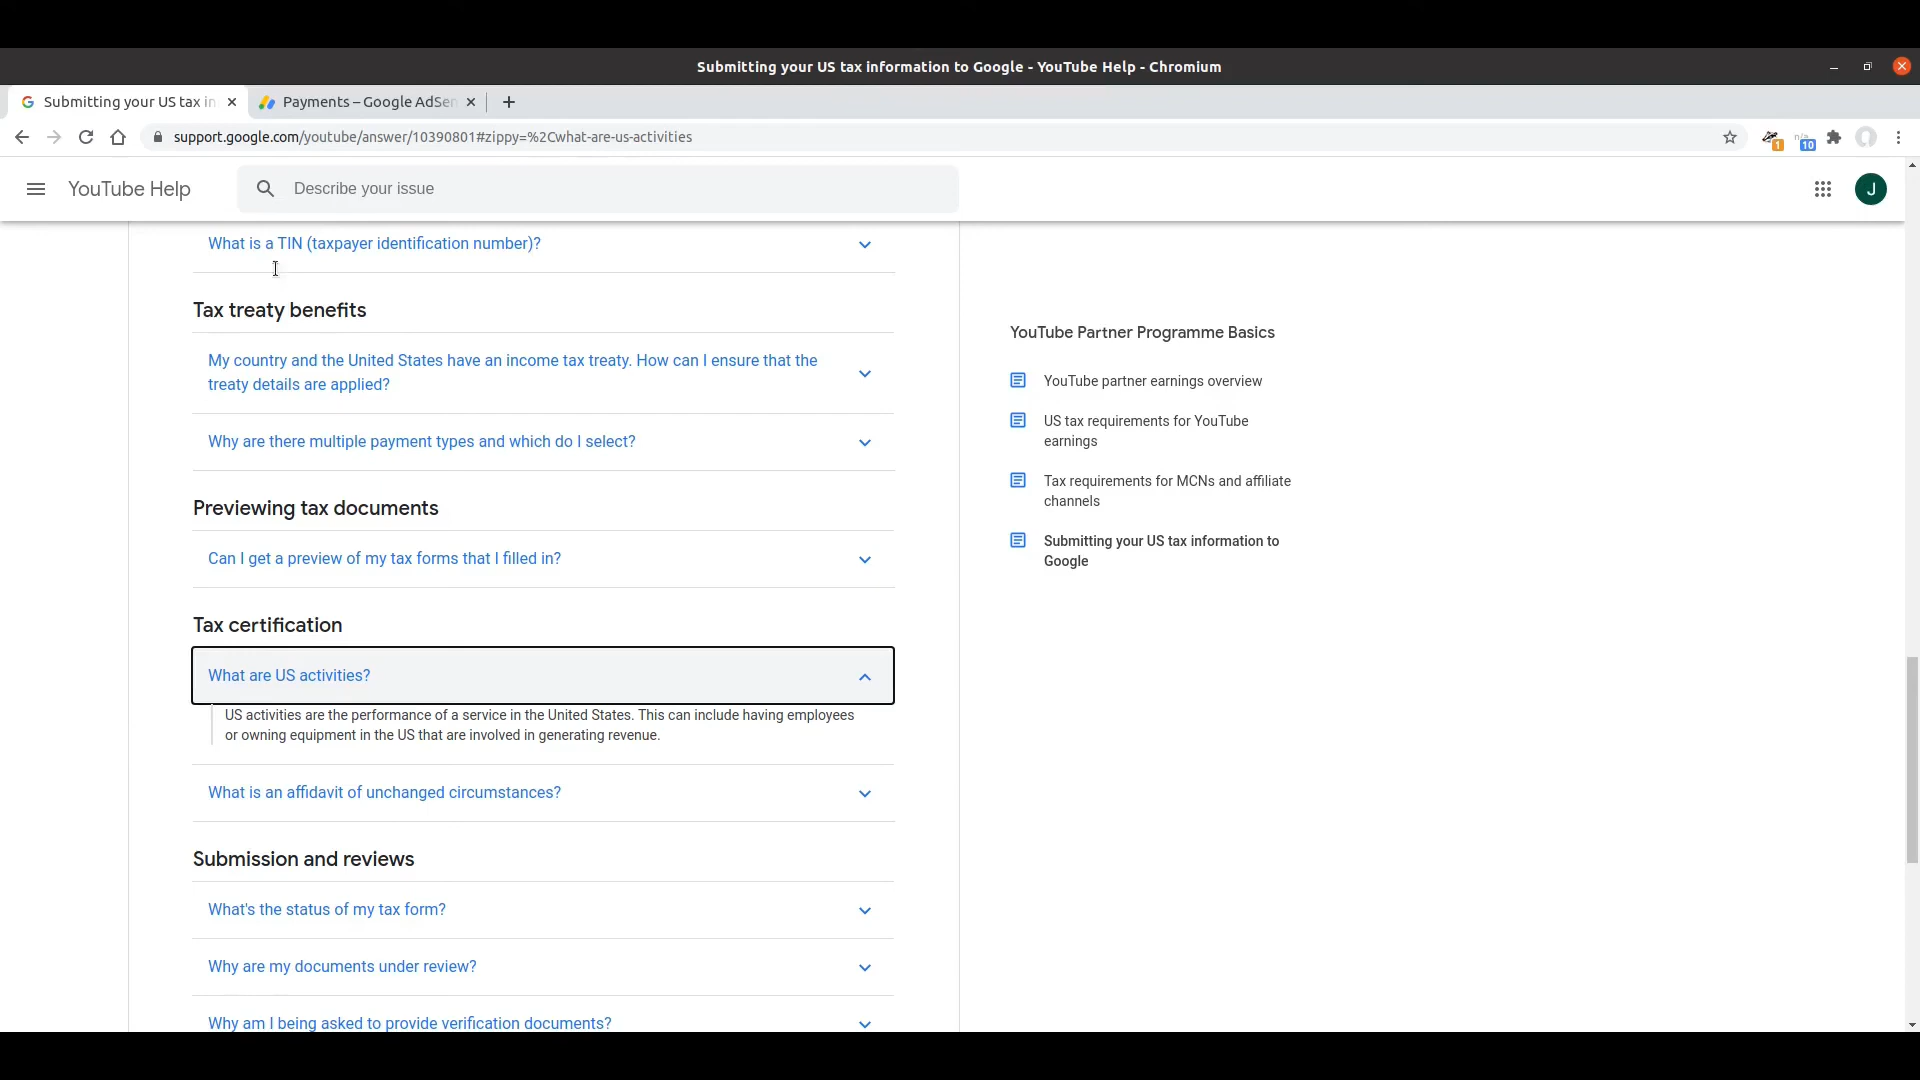 Submitting your US tax information to Google - YouTube Help - Chromium
Submitting your US tax in
Payments – Google AdSen
support.google.com/youtube/answer/10390801#zippy=%2Cwhat-are-us-activities
1
n/a
10
YouTube Help
Describe your issue
J
What is a TIN (taxpayer identification number)?
Tax treaty benefits
My country and the United States have an income tax treaty. How can I ensure that the
treaty details are applied?
Why are there multiple payment types and which do I select?
Previewing tax documents
Can I get a preview of my tax forms that I filled in?
Tax certification
What are US activities?
US activities are the performance of a service in the United States. This can include having employees
or owning equipment in the US that are involved in generating revenue.
What is an affidavit of unchanged circumstances?
Submission and reviews
What's the status of my tax form?
Why are my documents under review?
Why am I being asked to provide verification documents?
YouTube Partner Programme Basics
YouTube partner earnings overview
US tax requirements for YouTube
earnings
Tax requirements for MCNs and affiliate
channels
Submitting your US tax information to
Google